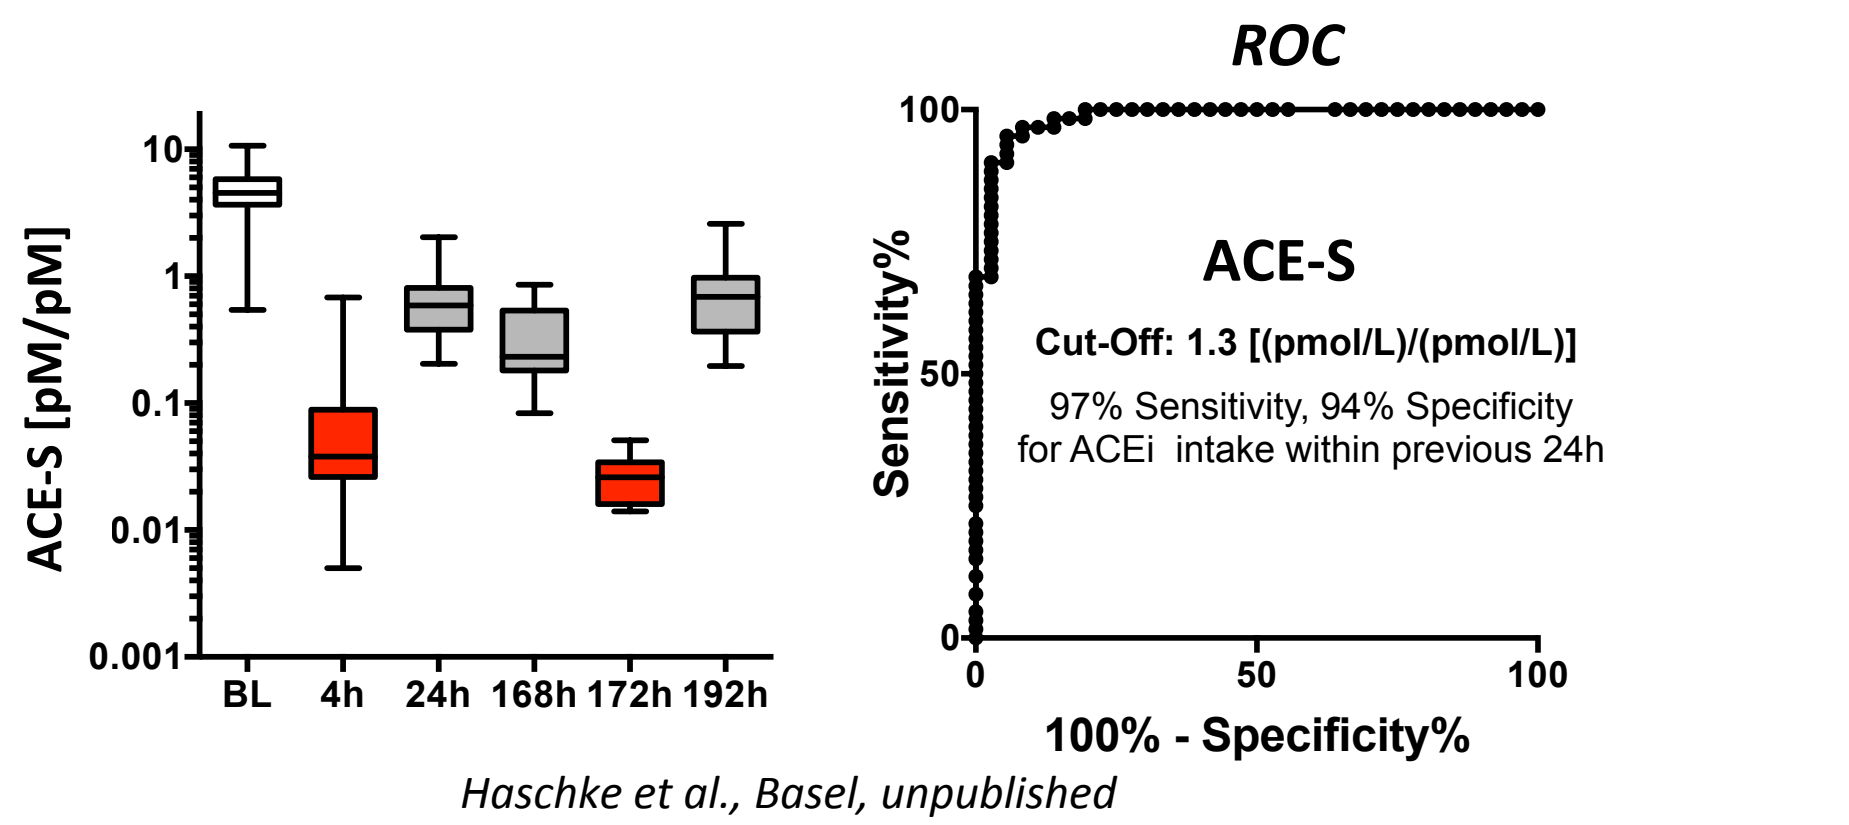 ROC
ACE-S [pM/pM]
10
1
0.1
0.01
0.001
BL 4h 24h 168h 172h 192h
Sensitivity%
100
50
0
ACE-S
Cut-Off: 1.3 [(pmol/L)/(pmol/L)]
97% Sensitivity, 94% Specificity
for ACEi intake within previous 24h
0 50 100
100% - Specificity%
Haschke et al., Basel, unpublished